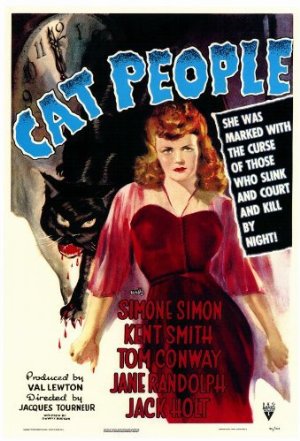 CAT PEOPLE
SHE WAS
MARKED WITH
THE CURSE
OF THOSE
WHO SLINK
AND COURT
AND KILL
BY
NIGHT!
with
SIMONE SIMON
KENT SMITH
TOM CONWAY
JANE RANDOLPH
JACK HOLT
Produced by
VAL LEWTON
Directed by
JACQUES TOURNEUR